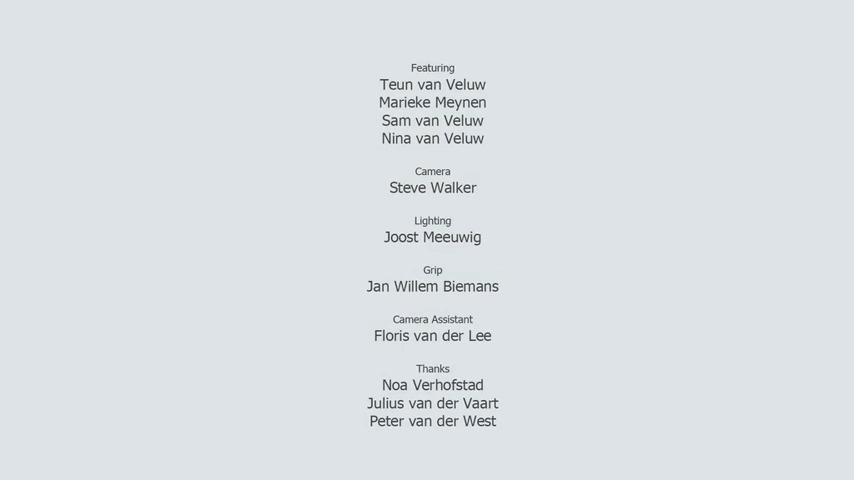 Featuring
Teun van Veluw
Marieke Meynen
Sam van Veluw
Nina van Veluw
Camera
Steve Walker
Lighting
Joost Meeuwig
Grip
Jan Willem Biemans
Camera Assistant
Floris van der Lee
Thanks
Noa Verhofstad
Julius van der Vaart
Peter van der West